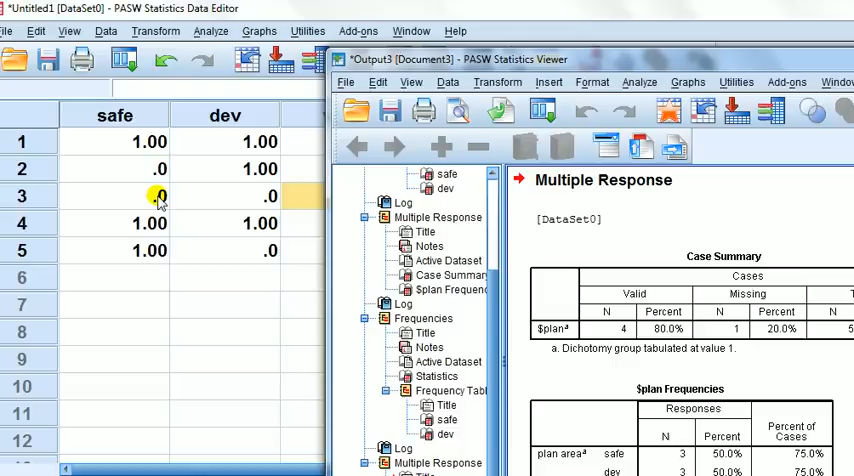 *Untitled1 [DataSet0] - PASW Statistics Data Editor
File Edit View Data Transform Analyze Graphs Utilities Add-ons Window Help
safe dev
1 1.00 1.00
2 .0 1.00
3 .0 .0
4 1.00 1.00
5 1.00 .0
6
7
8
9
10
11
12
*Output3 [Document3] - PASW Statistics Viewer
File Edit View Data Transform Insert Format Analyze Graphs Utilities Add-ons Window
safe
dev
Log
Multiple Response
Title
Notes
Active Dataset
Case Summary
$plan Frequenc
Log
Frequencies
Title
Notes
Active Dataset
Statistics
Frequency Tabl
Title
safe
dev
Log
Multiple Response
Multiple Response
[DataSet0]
Case Summary
Cases
Valid Missing T
N Percent N Percent N
$planᵃ 4 80.0% 1 20.0% 5
a. Dichotomy group tabulated at value 1.
$plan Frequencies
Responses
N Percent Percent of
Cases
plan areaᵃ safe 3 50.0% 75.0%
dev 3 50.0% 75.0%